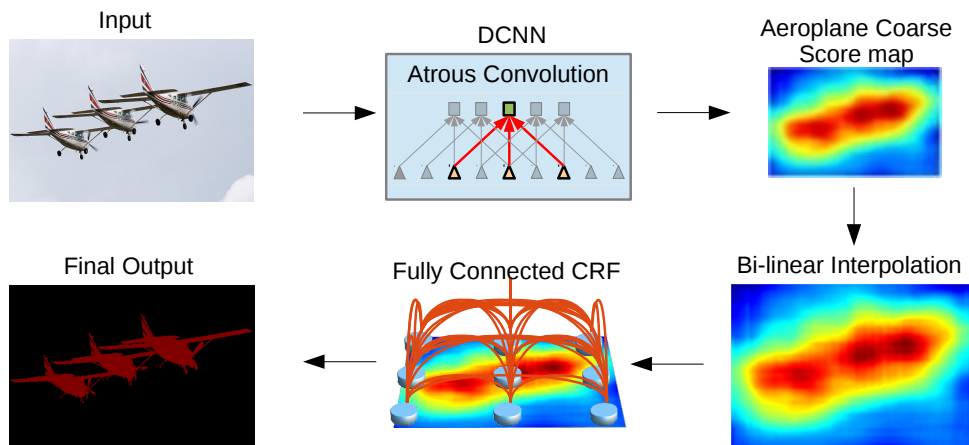 Input
DCNN
Atrous Convolution
Aeroplane Coarse
Score map
Final Output
Fully Connected CRF
Bi-linear Interpolation